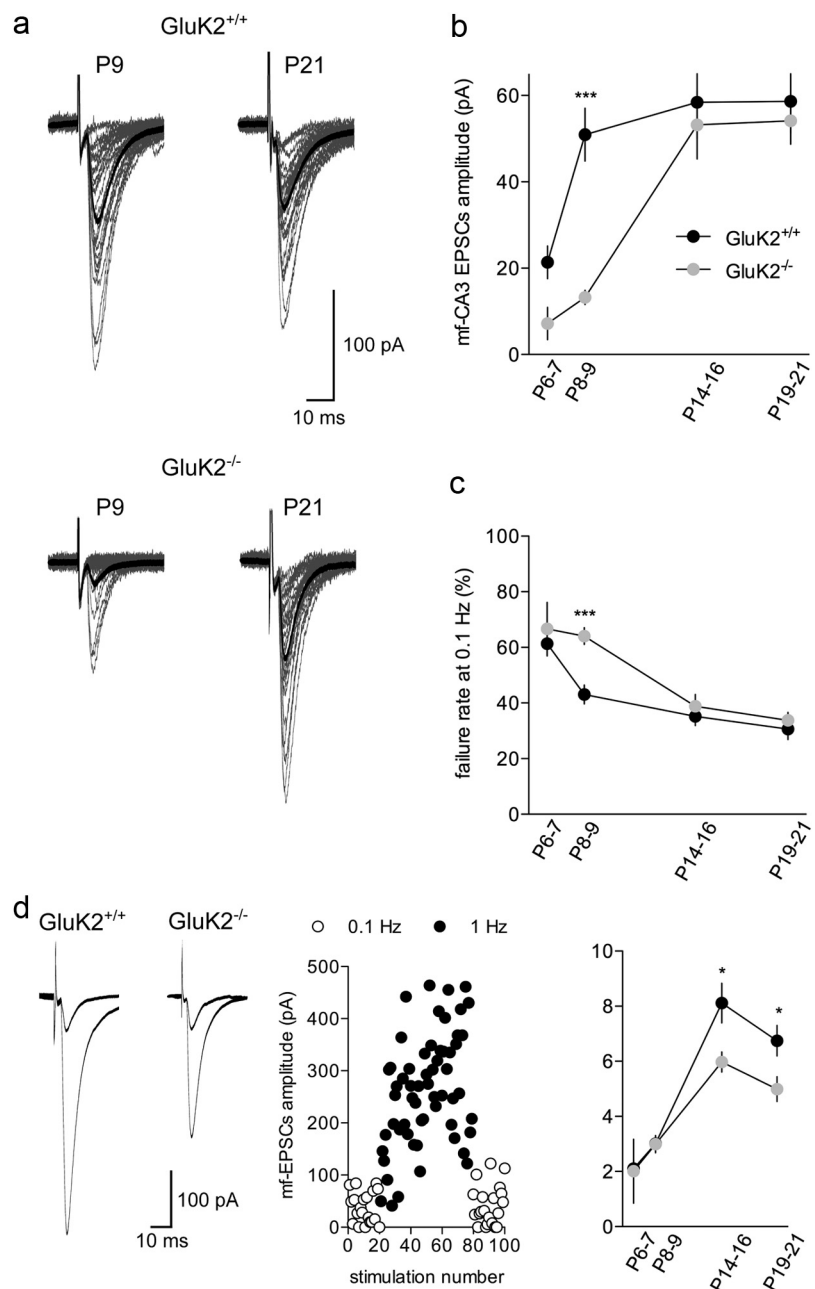 a
GluK2+/+
P9
P21
100 pA
10 ms
GluK2-/-
P9
P21
b
mf-CA3 EPSCs amplitude (pA)
60
40
20
0
***
GluK2+/+
GluK2-/-
P6-7
P8-9
P14-16
P19-21
c
failure rate at 0.1 Hz (%)
100
80
60
40
20
0
***
P6-7
P8-9
P14-16
P19-21
d
GluK2+/+
GluK2-/-
100 pA
10 ms
0.1 Hz
1 Hz
mf-EPSCs amplitude (pA)
500
400
300
200
100
0
0 20 40 60 80 100
stimulation number
10
8
6
4
2
0
*
*
P6-7
P8-9
P14-16
P19-21